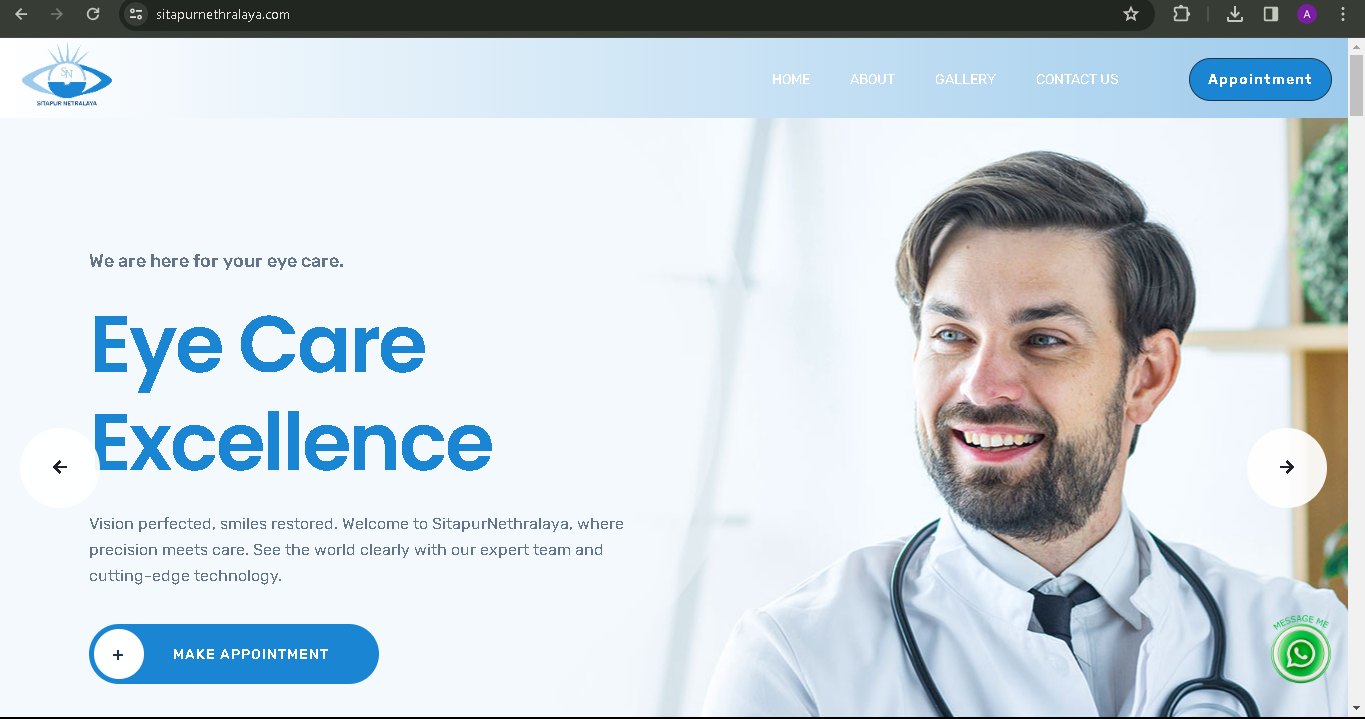 sitapurnethralaya.com
A
SN
SITAPUR NETRALAYA
HOME ABOUT GALLERY CONTACT US Appointment
We are here for your eye care.
Eye Care
Excellence
Vision perfected, smiles restored. Welcome to SitapurNethralaya, where
precision meets care. See the world clearly with our expert team and
cutting-edge technology.
+ MAKE APPOINTMENT
MESSAGE ME